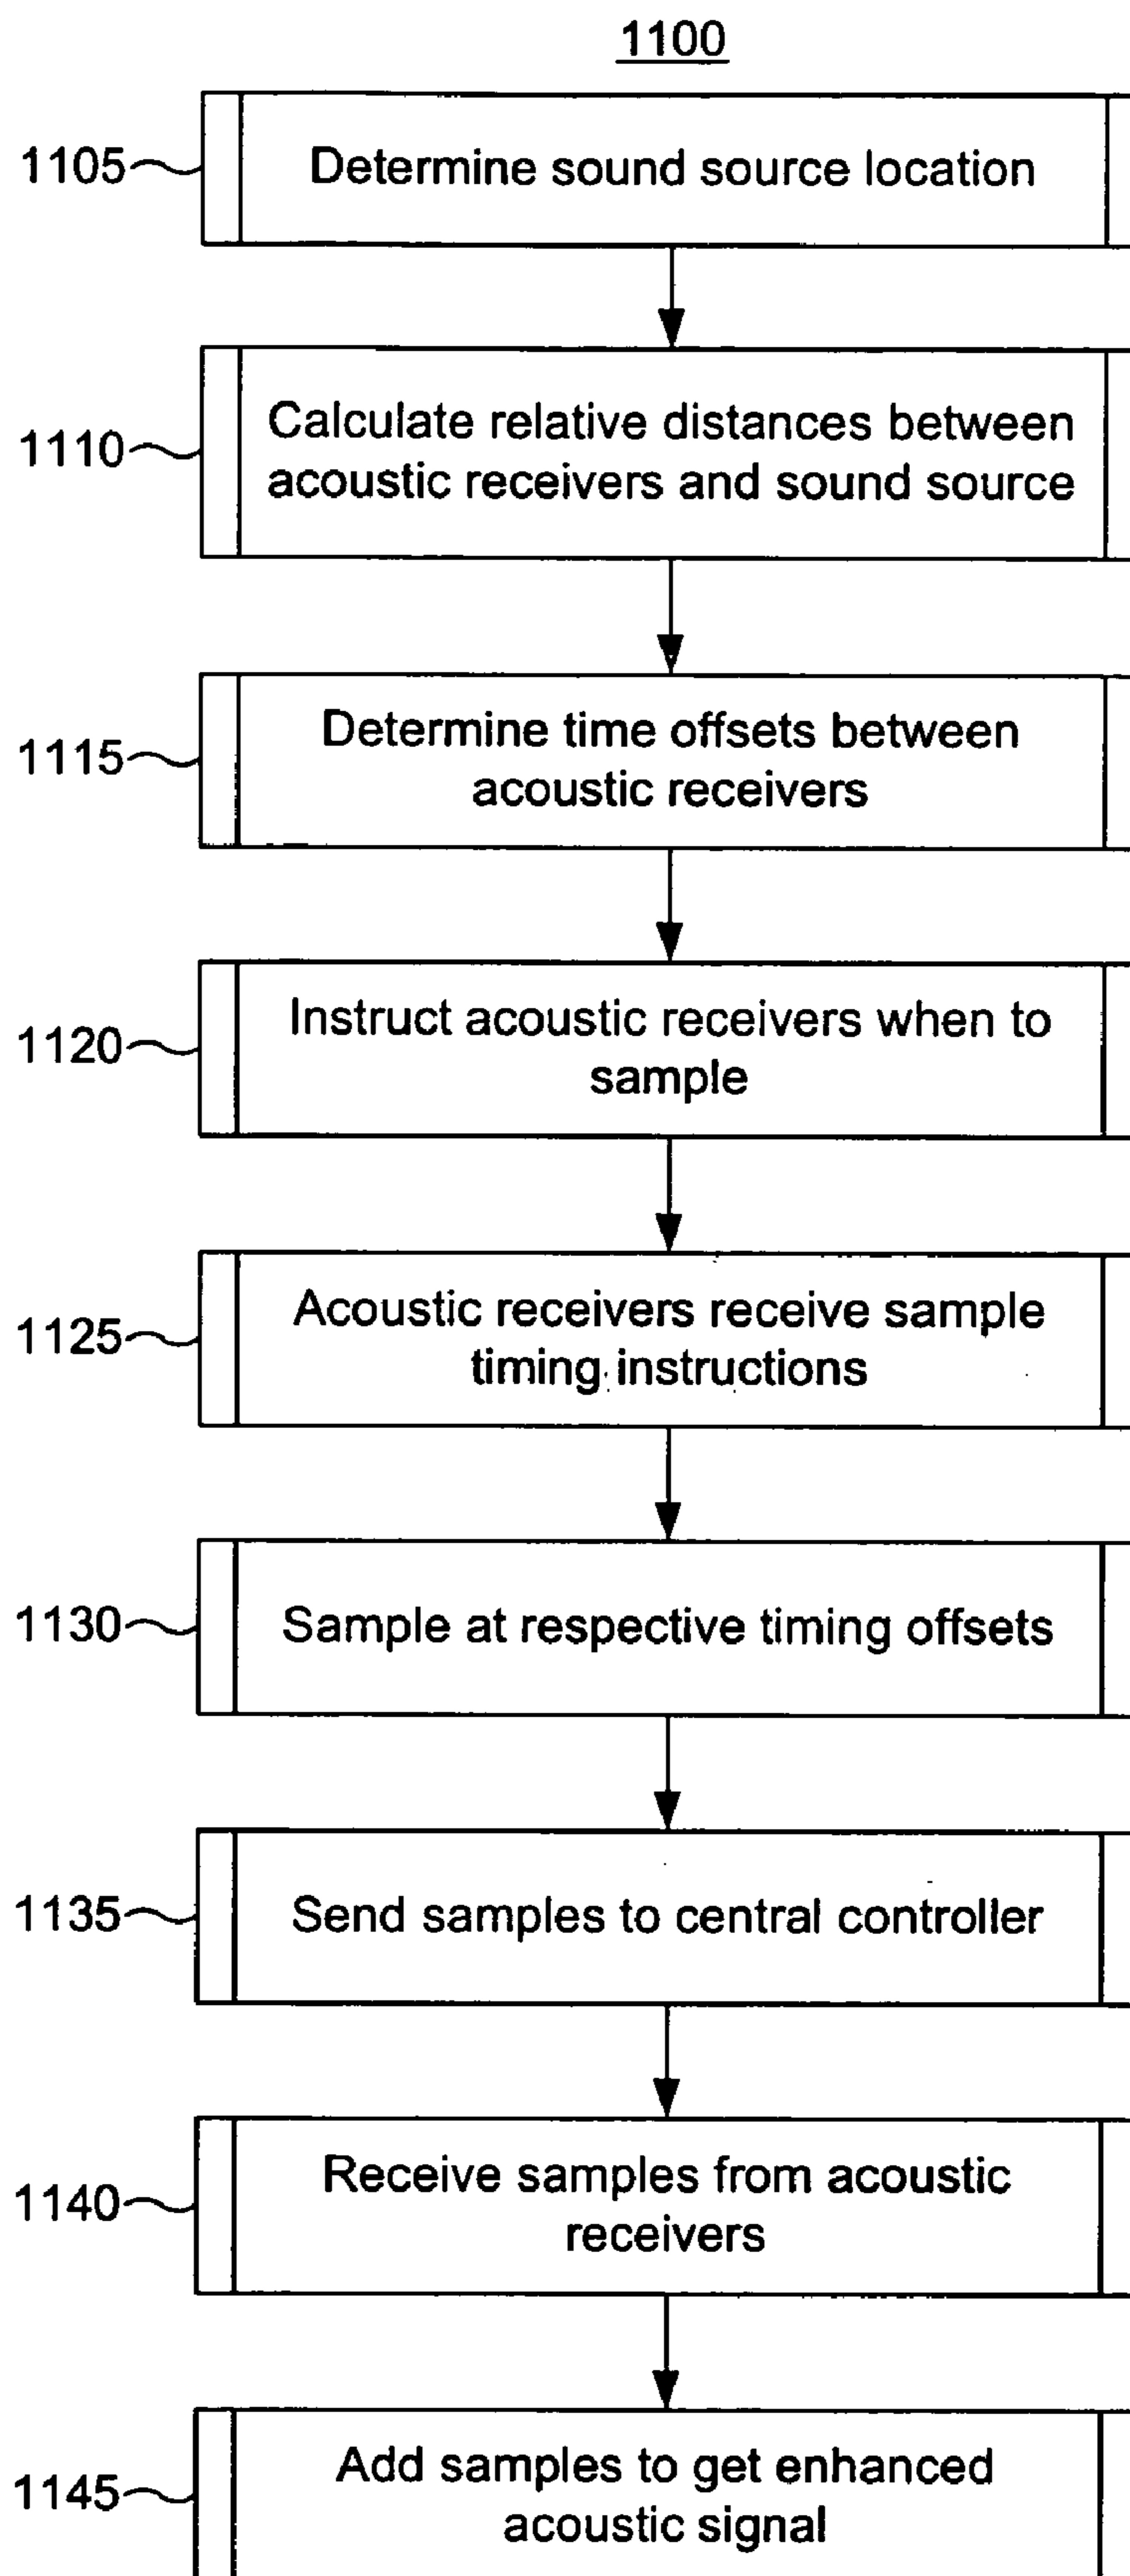 1100
1105
Determine sound source location
1110
Calculate relative distances between
acoustic receivers and sound source
1115
Determine time offsets between
acoustic receivers
1120
Instruct acoustic receivers when to
sample
1125
Acoustic receivers receive sample
timing instructions
1130
Sample at respective timing offsets
1135
Send samples to central controller
1140
Receive samples from acoustic
receivers
1145
Add samples to get enhanced
acoustic signal